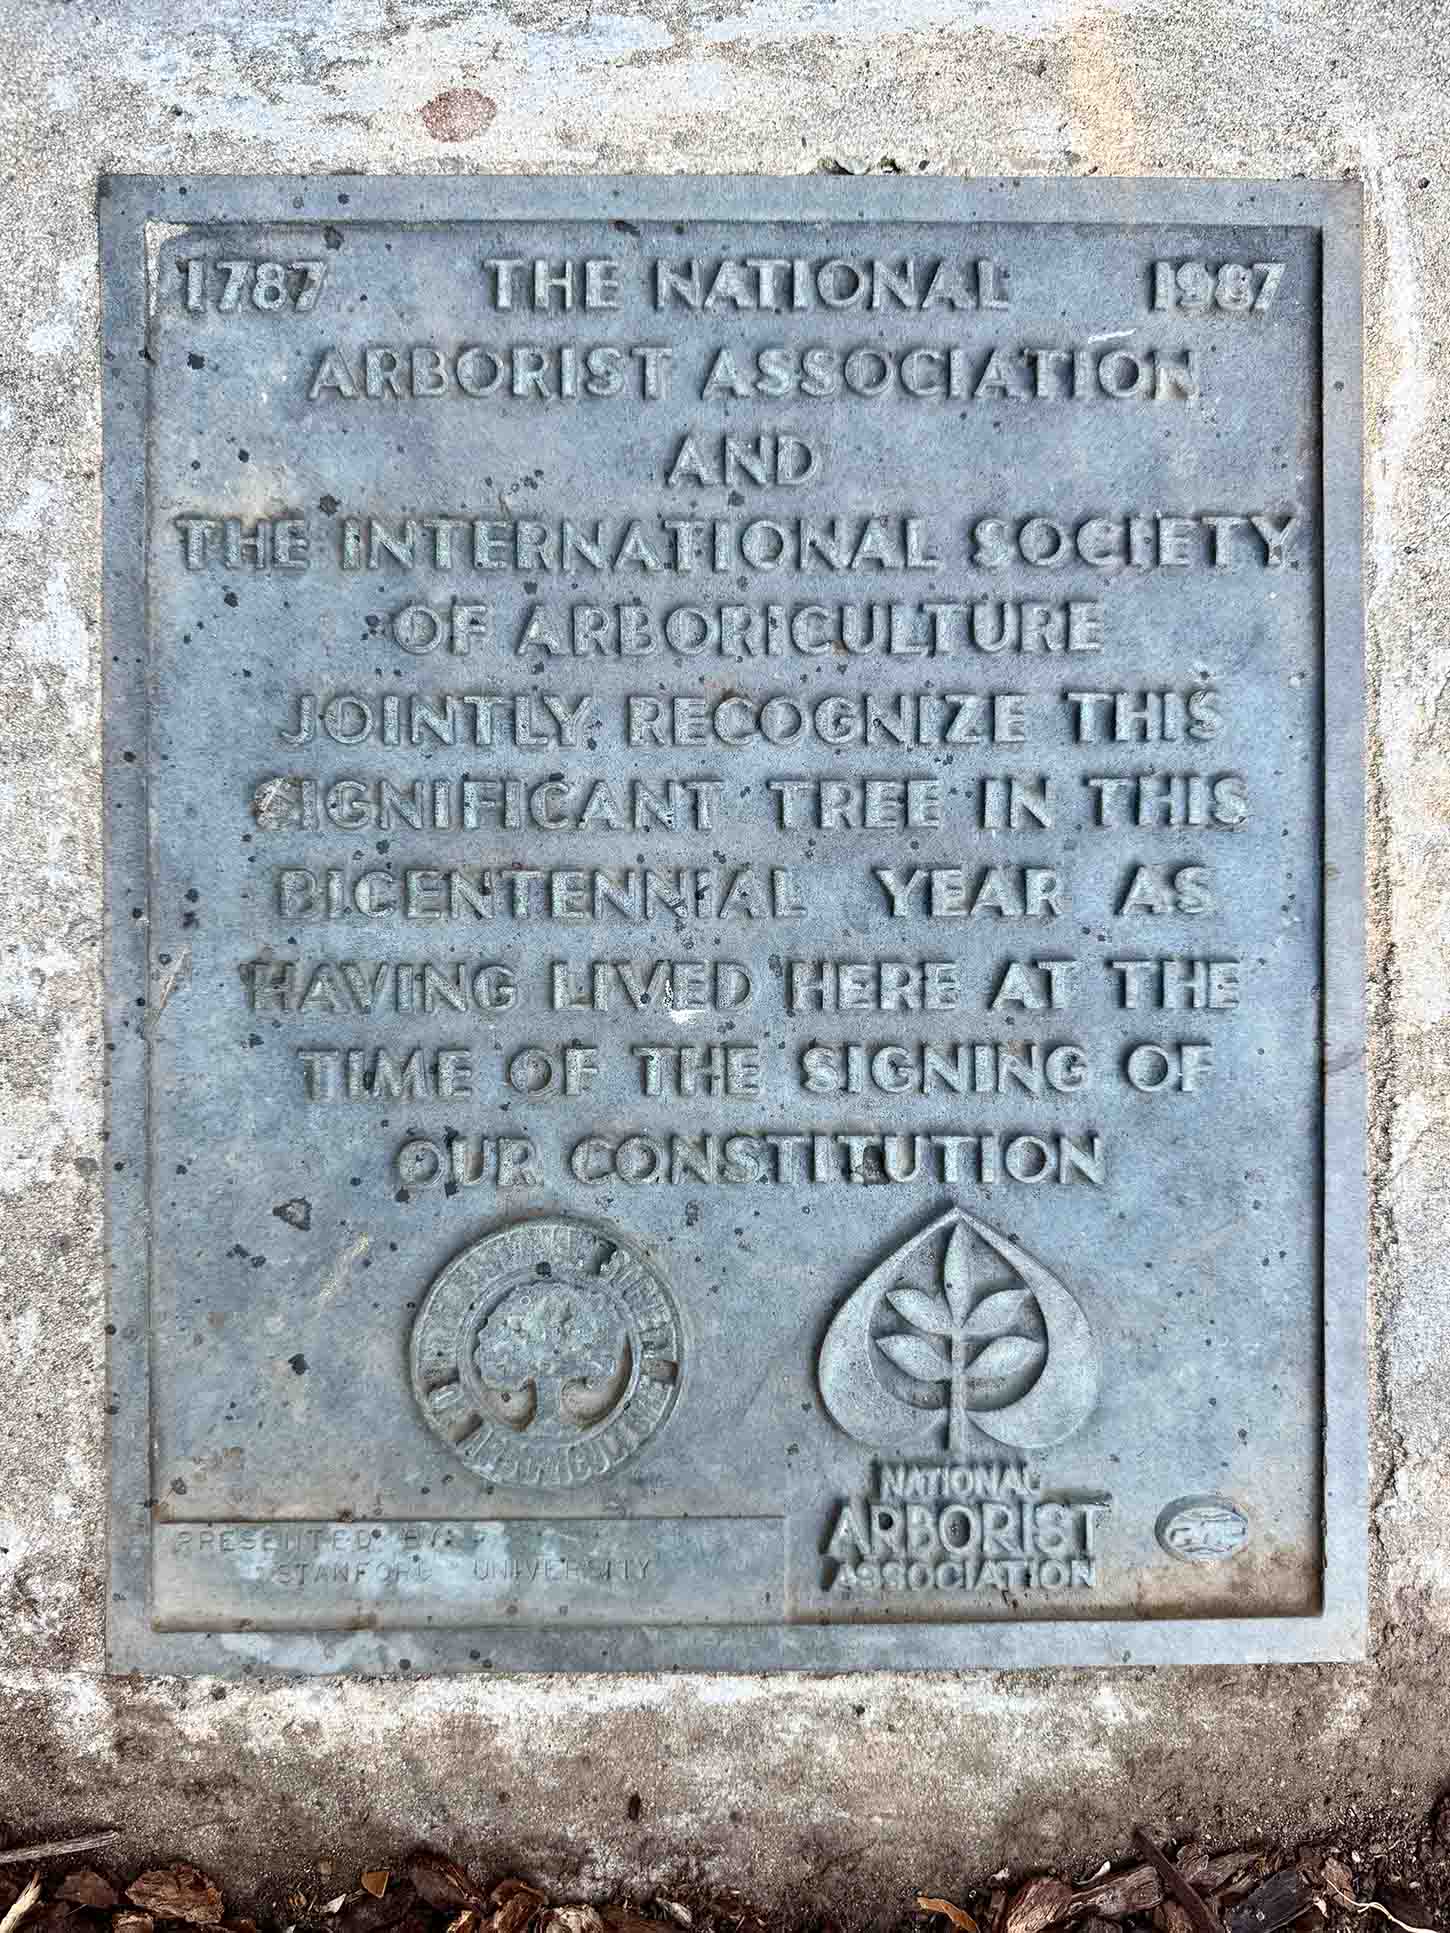 1787 THE NATIONAL 1987
ARBORIST ASSOCIATION
AND
THE INTERNATIONAL SOCIETY
OF ARBORICULTURE
JOINTLY RECOGNIZE THIS
SIGNIFICANT TREE IN THIS
BICENTENNIAL YEAR AS
HAVING LIVED HERE AT THE
TIME OF THE SIGNING OF
OUR CONSTITUTION
NATIONAL
ARBORIST
ASSOCIATION
PRESENTED BY:
STANFORD UNIVERSITY